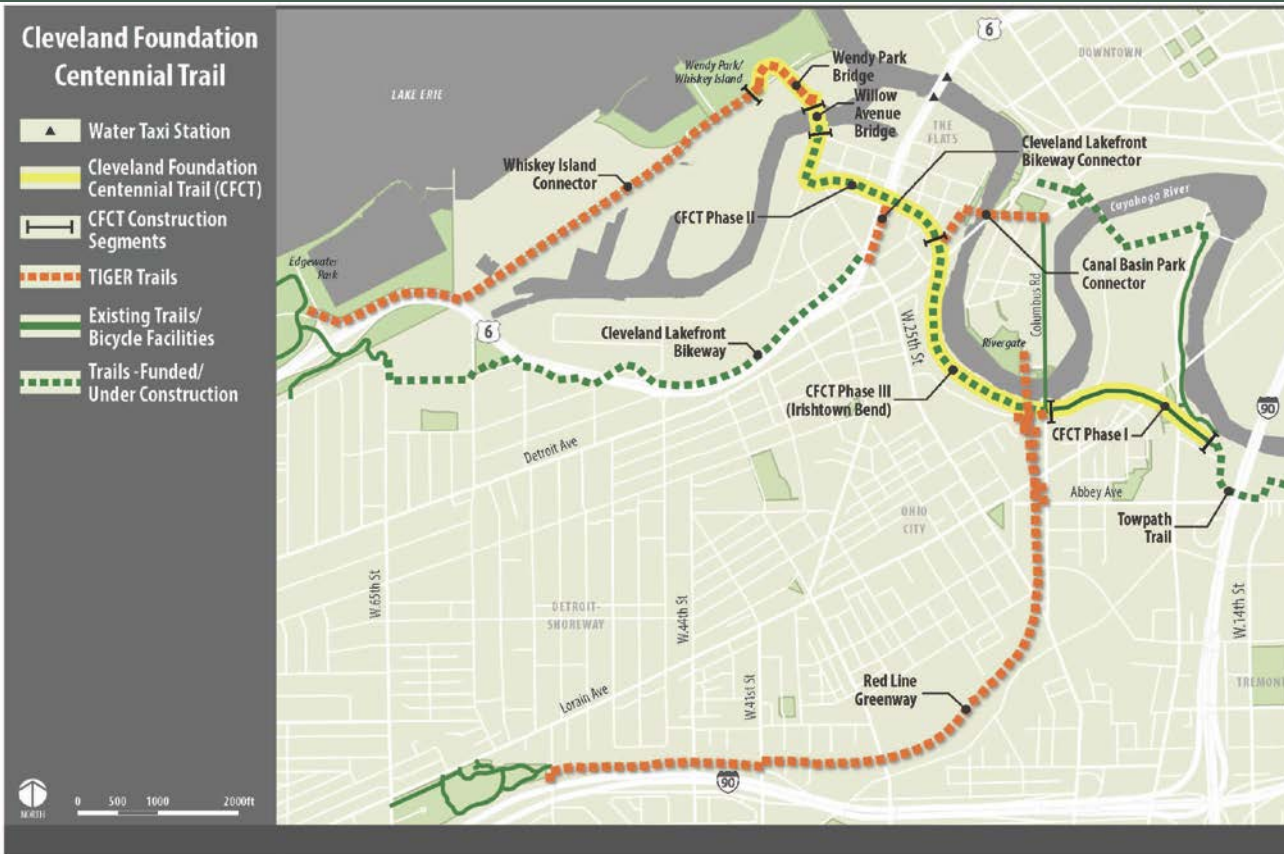 Cleveland Foundation
Centennial Trail
Water Taxi Station
Cleveland Foundation
Centennial Trail (CFCT)
CFCT Construction
Segments
TIGER Trails
Existing Trails/
Bicycle Facilities
Trails - Funded/
Under Construction
NORTH
0 500 1000 2000ft
6
DOWNTOWN
Wendy Park/
Whiskey Island
Wendy Park
Bridge
LAKE ERIE
Willow
Avenue
Bridge
THE
FLATS
Cleveland Lakefront
Bikeway Connector
Whiskey Island
Connector
Cuyahoga River
CFCT Phase II
Edgewater
Park
Canal Basin Park
Connector
Columbus Rd
6
Cleveland Lakefront
Bikeway
W.25th St
Rivergate
CFCT Phase III
(Irishtown Bend)
90
CFCT Phase I
Detroit Ave
Abbey Ave
OHIO
CITY
Towpath
Trail
W.65th St
DETROIT-
SHOREWAY
W.44th St
W.14th St
Red Line
Greenway
TREMONT
Lorain Ave
W.41st St
90